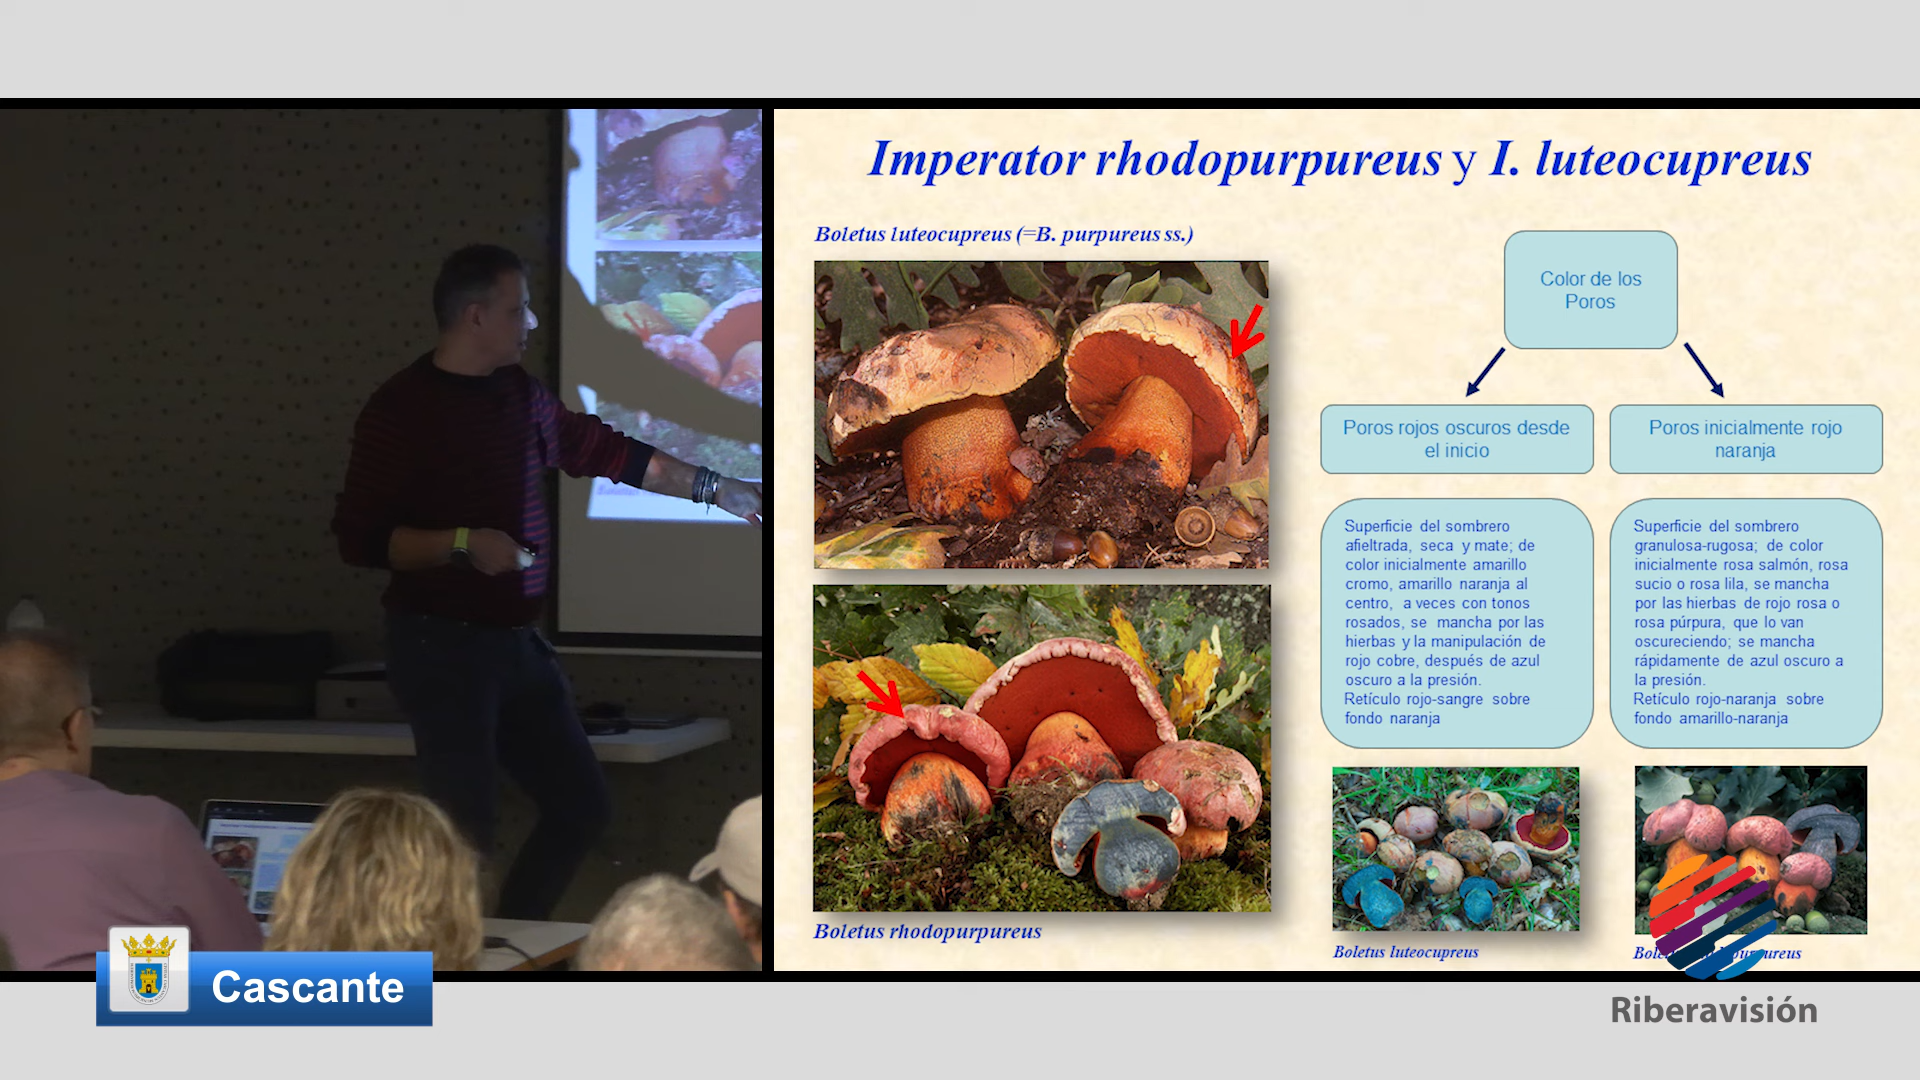 Imperator rhodopurpureus y I. luteocupreus
Boletus luteocupreus (=B. purpureus ss.)
Color de los
Poros
Poros rojos oscuros desde
el inicio
Poros inicialmente rojo
naranja
Superficie del sombrero
afieltrada, seca y mate; de
color inicialmente amarillo
cromo, amarillo naranja al
centro, a veces con tonos
rosados, se mancha por las
hierbas y la manipulación de
rojo cobre, después de azul
oscuro a la presión.
Retículo rojo-sangre sobre
fondo naranja
Superficie del sombrero
granulosa-rugosa; de color
inicialmente rosa salmón, rosa
sucio o rosa lila, se mancha
por las hierbas de rojo rosa o
rosa púrpura, que lo van
oscureciendo; se mancha
rápidamente de azul oscuro a
la presión.
Retículo rojo-naranja sobre
fondo amarillo-naranja
Boletus rhodopurpureus
Boletus luteocupreus
Cascante
Riberavisión